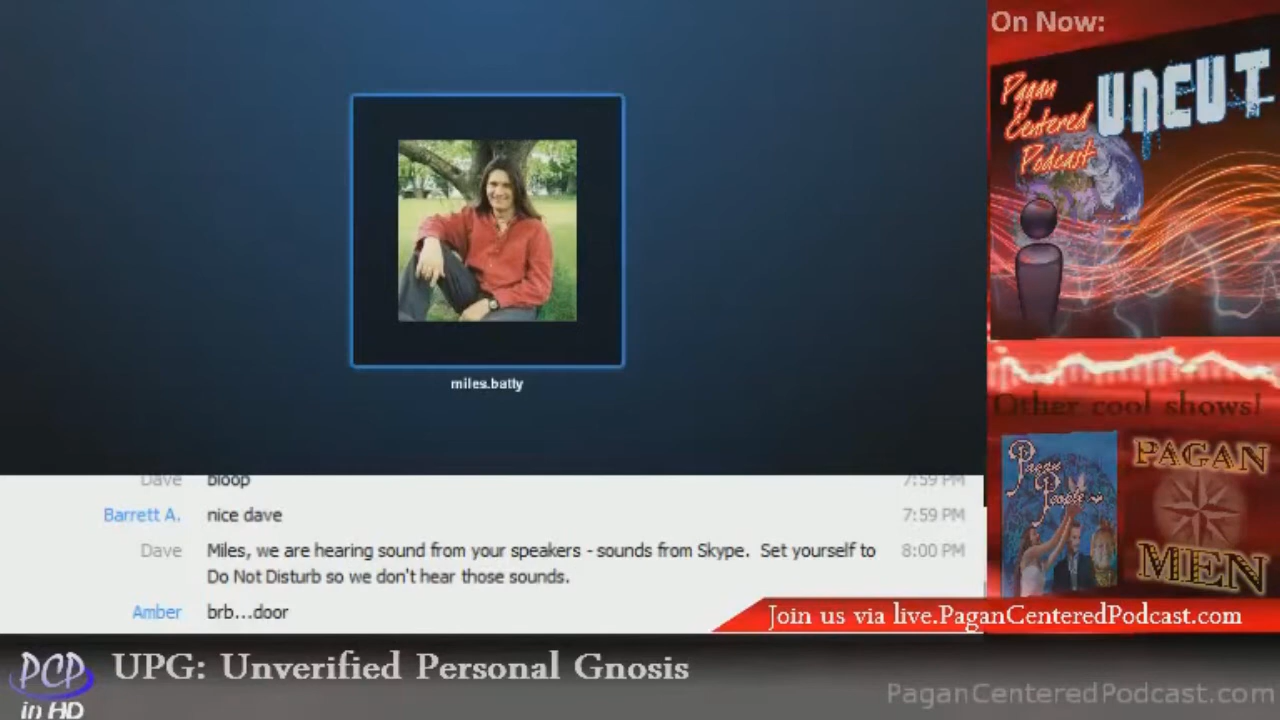 On Now:
Pagan
Centered
Podcast
UNCUT
miles.batty
Other cool shows!
Pagan
People
PAGAN
MEN
Dave bloop 7:59 PM
Barrett A. nice dave 7:59 PM
Dave Miles, we are hearing sound from your speakers - sounds from Skype. Set yourself to 8:00 PM
Do Not Disturb so we don't hear those sounds.
Amber brb...door
Join us via live.PaganCenteredPodcast.com
PCP
in HD
UPG: Unverified Personal Gnosis
PaganCenteredPodcast.com